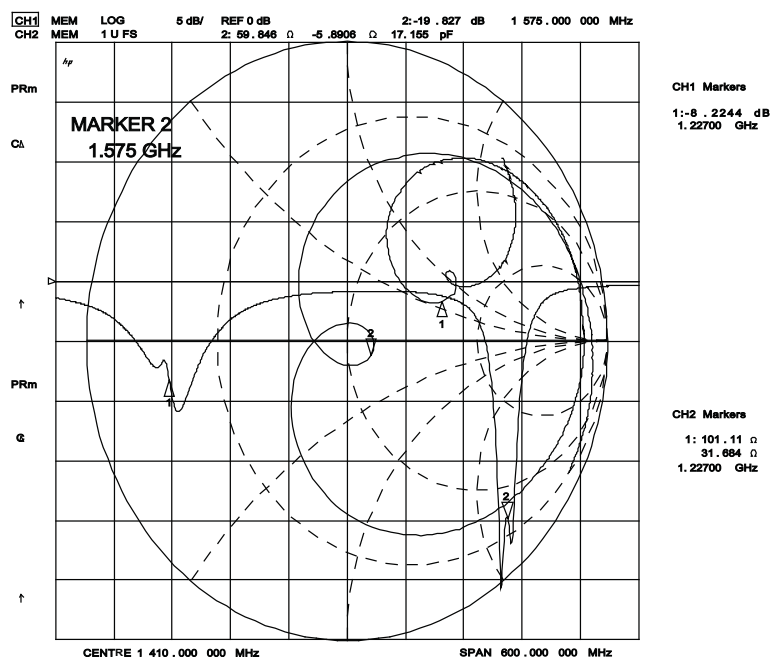 CH1 MEM LOG 5 dB/ REF 0 dB 2:-19 . 827 dB 1 575 . 000 000 MHz
CH2 MEM 1 U FS 2: 59 . 846 Ω -5 . 8906 Ω 17 . 155 pF
hp
PRm
CH1 Markers
1:-8 . 2244 dB
1 . 22700 GHz
MARKER 2
1.575 GHz
CΔ
2
1
1
PRm
CH2 Markers
1: 101 . 11 Ω
31 . 684 Ω
1 . 22700 GHz
2
CENTRE 1 410 . 000 000 MHz SPAN 600 . 000 000 MHz